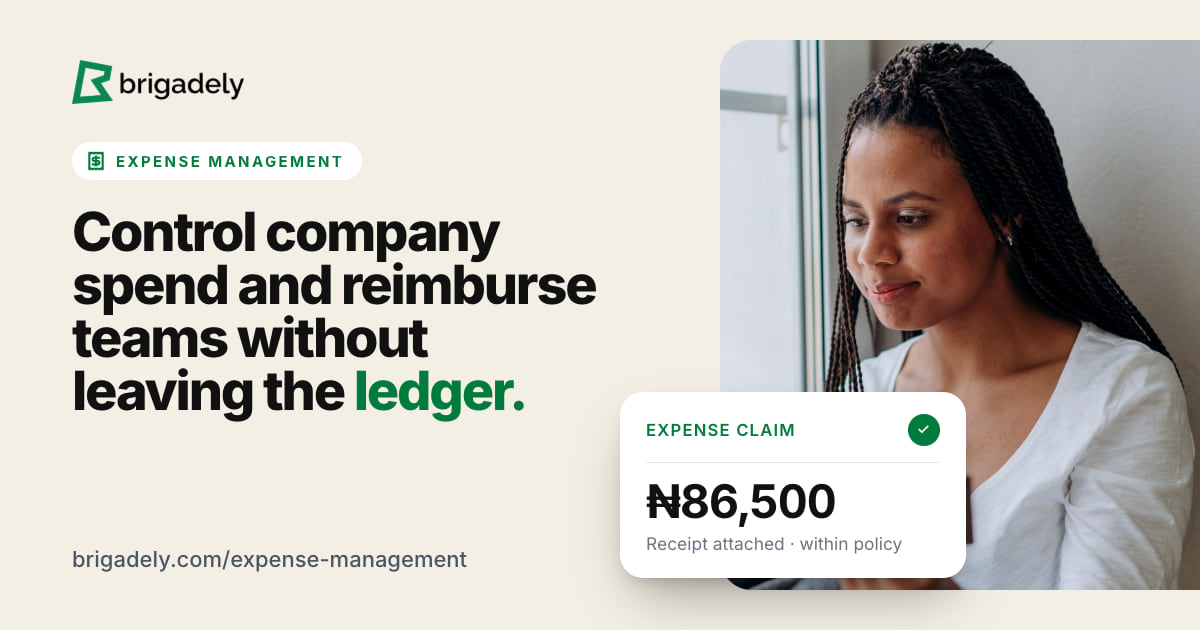 brigadely
EXPENSE MANAGEMENT
Control company
spend and reimburse
teams without
leaving the ledger.
EXPENSE CLAIM
₦86,500
Receipt attached · within policy
brigadely.com/expense-management